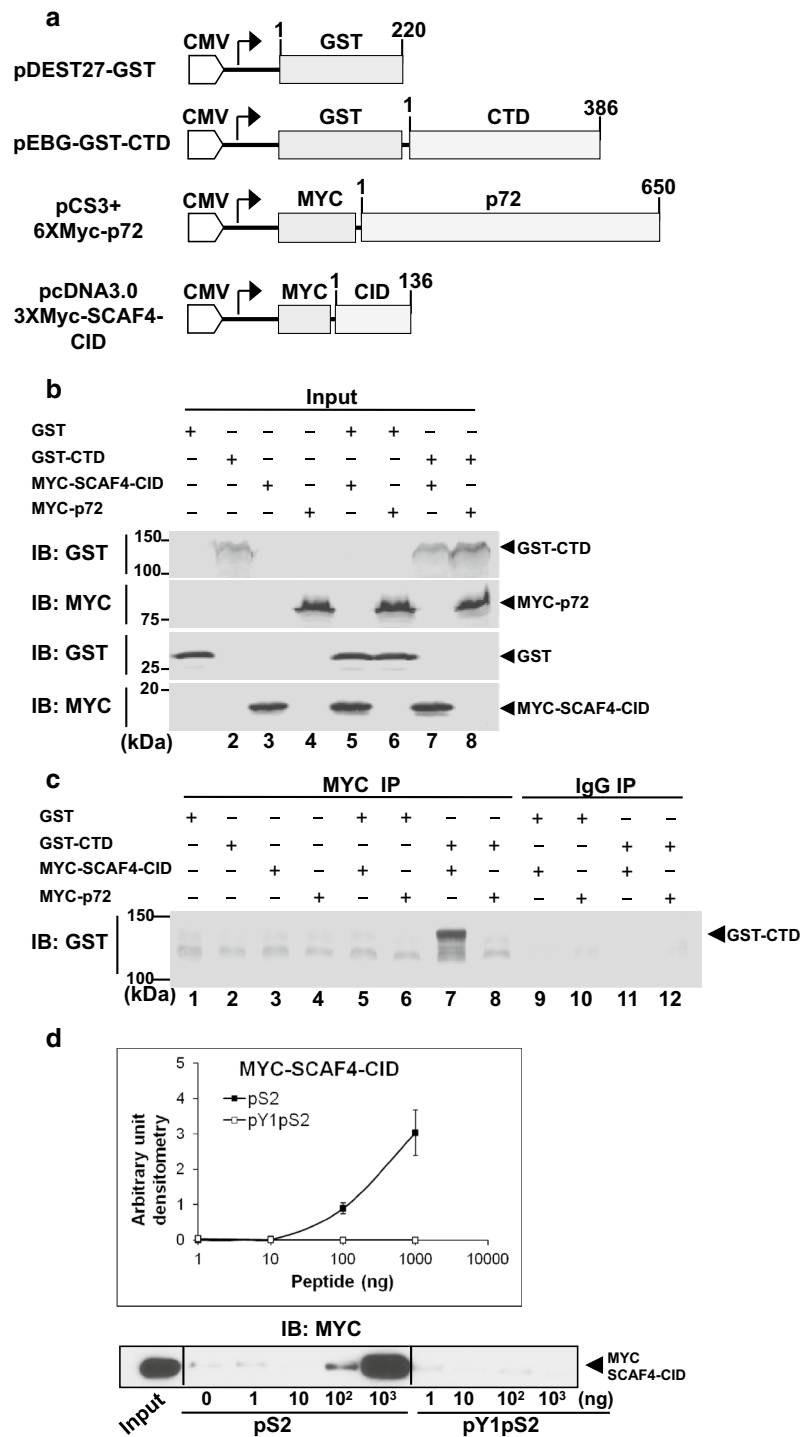 a
CMV 1 GST 220
pDEST27-GST
CMV GST 1 CTD 386
pEBG-GST-CTD
CMV MYC 1 p72 650
pCS3+
6XMyc-p72
CMV MYC 1 CID 136
pcDNA3.0
3XMyc-SCAF4-
CID
b
Input
GST + – – – + + – –
GST-CTD – + – – – – + +
MYC-SCAF4-CID – – + – + – + –
MYC-p72 – – – + – + – +
IB: GST 150 100 GST-CTD
IB: MYC 75 MYC-p72
IB: GST 25 GST
IB: MYC 20 MYC-SCAF4-CID
(kDa) 2 3 4 5 6 7 8
c
MYC IP IgG IP
GST + – – – + + – – + + – –
GST-CTD – + – – – – + + – – + +
MYC-SCAF4-CID – – + – + – + – + – + –
MYC-p72 – – – + – + – + – + – +
IB: GST 150 100 GST-CTD
(kDa) 1 2 3 4 5 6 7 8 9 10 11 12
d
MYC-SCAF4-CID
pS2
pY1pS2
Arbitrary unit
densitometry
5
4
3
2
1
0
1 10 100 1000 10000
Peptide (ng)
IB: MYC
MYC
SCAF4-CID
Input 0 1 10 10² 10³ 1 10 10² 10³ (ng)
pS2 pY1pS2